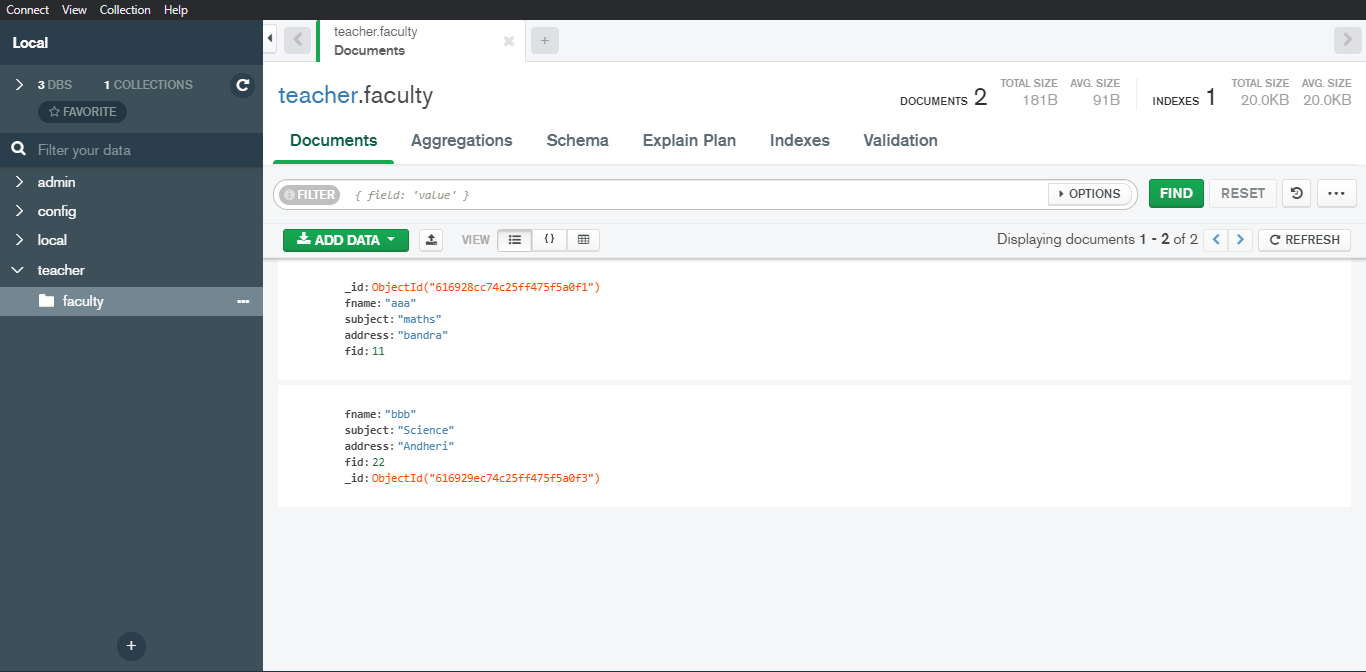 Connect View Collection Help
Local
3 DBS 1 COLLECTIONS
FAVORITE
Filter your data
admin
config
local
teacher
faculty
teacher.faculty
Documents
teacher.faculty
DOCUMENTS 2 TOTAL SIZE 181B AVG. SIZE 91B INDEXES 1 TOTAL SIZE 20.0KB AVG. SIZE 20.0KB
Documents Aggregations Schema Explain Plan Indexes Validation
FILTER { field: 'value' } OPTIONS FIND RESET
ADD DATA VIEW {} Displaying documents 1 - 2 of 2 REFRESH
_id: ObjectId("616928cc74c25ff475f5a0f1")
fname: "aaa"
subject: "maths"
address: "bandra"
fid: 11
fname: "bbb"
subject: "Science"
address: "Andheri"
fid: 22
_id: ObjectId("616929ec74c25ff475f5a0f3")